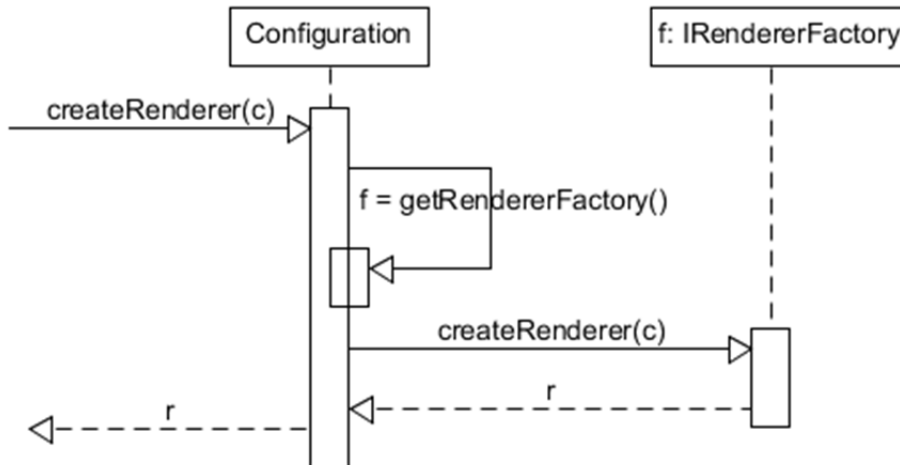 Configuration
f: IRendererFactory
createRenderer(c)
f = getRendererFactory()
createRenderer(c)
r
r